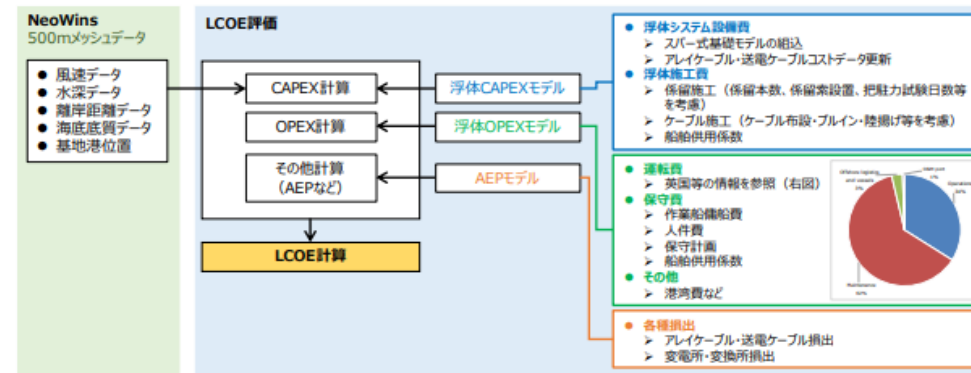 NeoWins
500mメッシュデータ
● 風速データ
● 水深データ
● 離岸距離データ
● 海底底質データ
● 基地港位置
LCOE評価
CAPEX計算
OPEX計算
その他計算
(AEPなど)
LCOE計算
浮体CAPEXモデル
浮体OPEXモデル
AEPモデル
● 浮体システム設備費
➢ スパー式基礎モデルの組込
➢ アレイケーブル・送電ケーブルコストデータ更新
● 浮体施工費
➢ 係留施工（係留本数、係留索設置、把駐力試験日数等
を考慮）
➢ ケーブル施工（ケーブル布設・プルイン・陸揚げ等を考慮）
➢ 船舶供用係数
● 運転費
➢ 英国等の情報を参照（右図）
● 保守費
➢ 作業船傭船費
➢ 人件費
➢ 保守計画
➢ 船舶供用係数
● その他
➢ 港湾費など
Offshore logistics
and vessels
3%
Maintenance
● 各種損出
➢ アレイケーブル・送電ケーブル損出
➢ 変電所・変換所損出